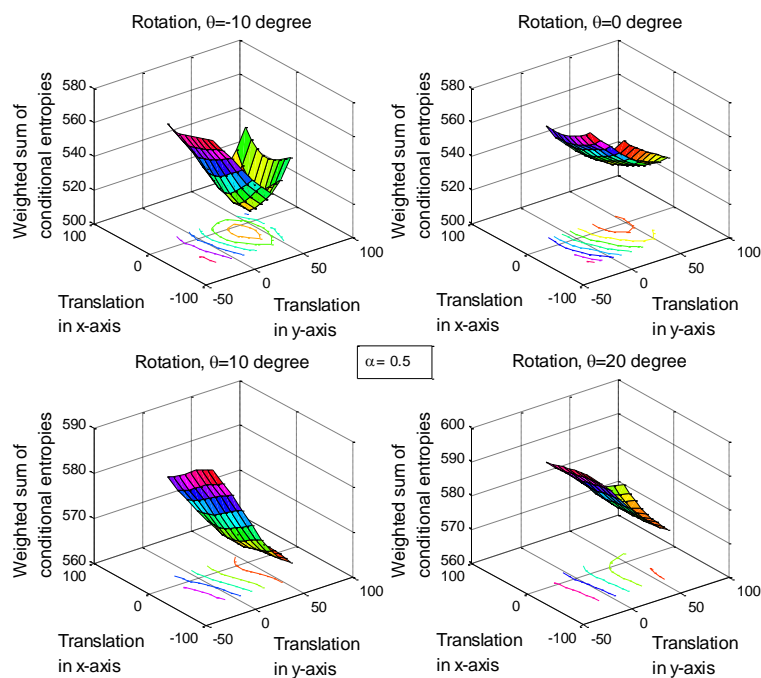 Rotation, θ=-10 degree
580
560
540
520
500
Weighted sum of
conditional entropies
100
0
-100
Translation
in x-axis
-50
0
50
100
Translation
in y-axis
Rotation, θ=0 degree
580
560
540
520
500
Weighted sum of
conditional entropies
100
0
-100
Translation
in x-axis
-50
0
50
100
Translation
in y-axis
α= 0.5
Rotation, θ=10 degree
590
580
570
560
Weighted sum of
conditional entropies
100
0
-100
Translation
in x-axis
-50
0
50
100
Translation
in y-axis
Rotation, θ=20 degree
600
590
580
570
560
Weighted sum of
conditional entropies
100
0
-100
Translation
in x-axis
-50
0
50
100
Translation
in y-axis